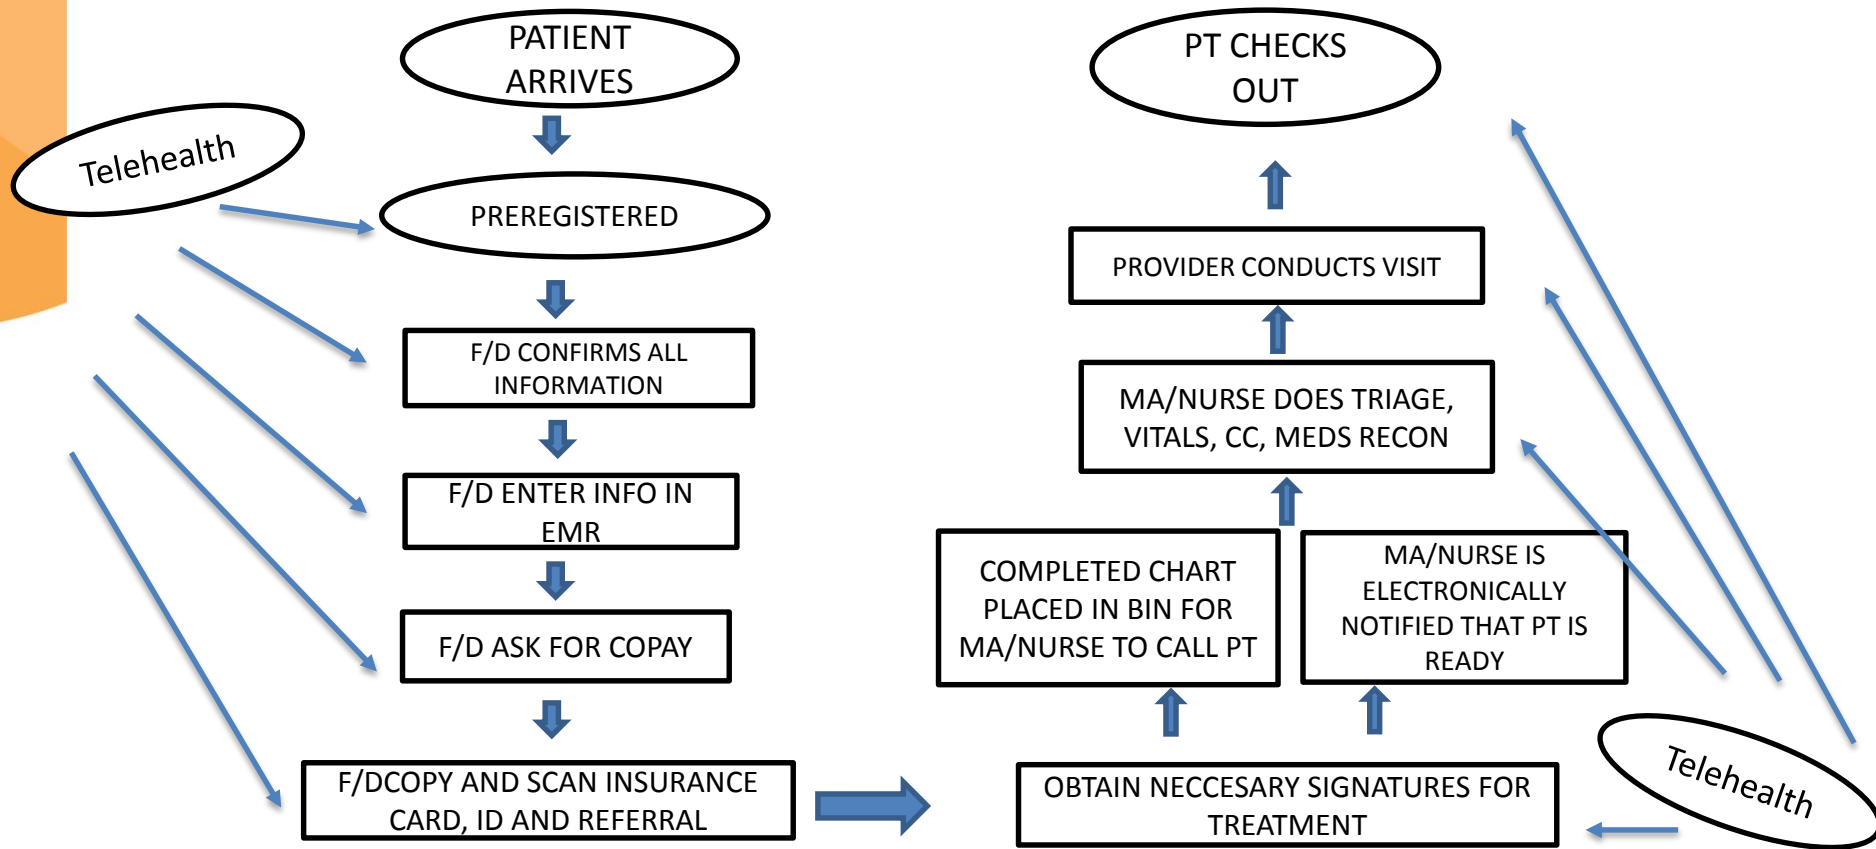 PATIENT
ARRIVES
Telehealth
PREREGISTERED
F/D CONFIRMS ALL
INFORMATION
F/D ENTER INFO IN
EMR
F/D ASK FOR COPAY
F/DCOPY AND SCAN INSURANCE
CARD, ID AND REFERRAL
OBTAIN NECCESARY SIGNATURES FOR
TREATMENT
COMPLETED CHART
PLACED IN BIN FOR
MA/NURSE TO CALL PT
MA/NURSE IS
ELECTRONICALLY
NOTIFIED THAT PT IS
READY
MA/NURSE DOES TRIAGE,
VITALS, CC, MEDS RECON
PROVIDER CONDUCTS VISIT
PT CHECKS
OUT
Telehealth